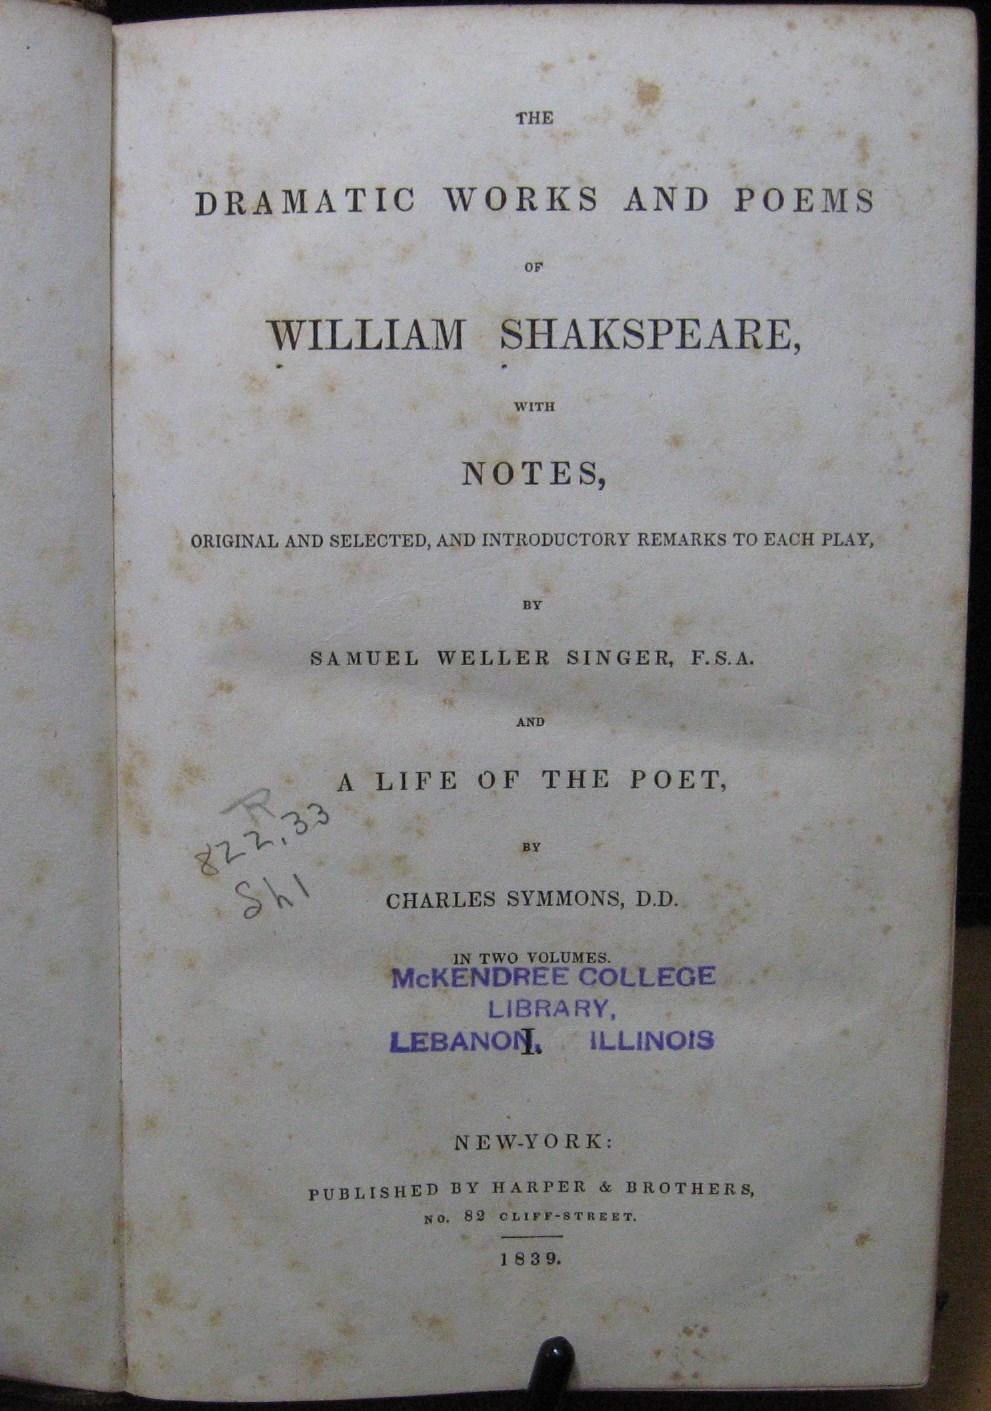 THE
DRAMATIC WORKS AND POEMS
OF
WILLIAM SHAKSPEARE,
WITH
NOTES,
ORIGINAL AND SELECTED, AND INTRODUCTORY REMARKS TO EACH PLAY,
BY
SAMUEL WELLER SINGER, F.S.A.
AND
A LIFE OF THE POET,
R
822.33
Sh1
BY
CHARLES SYMMONS, D.D.
IN TWO VOLUMES.
McKENDREE COLLEGE
LIBRARY,
LEBANON, ILLINOIS
I.
NEW-YORK:
PUBLISHED BY HARPER & BROTHERS,
NO. 82 CLIFF-STREET.
1839.